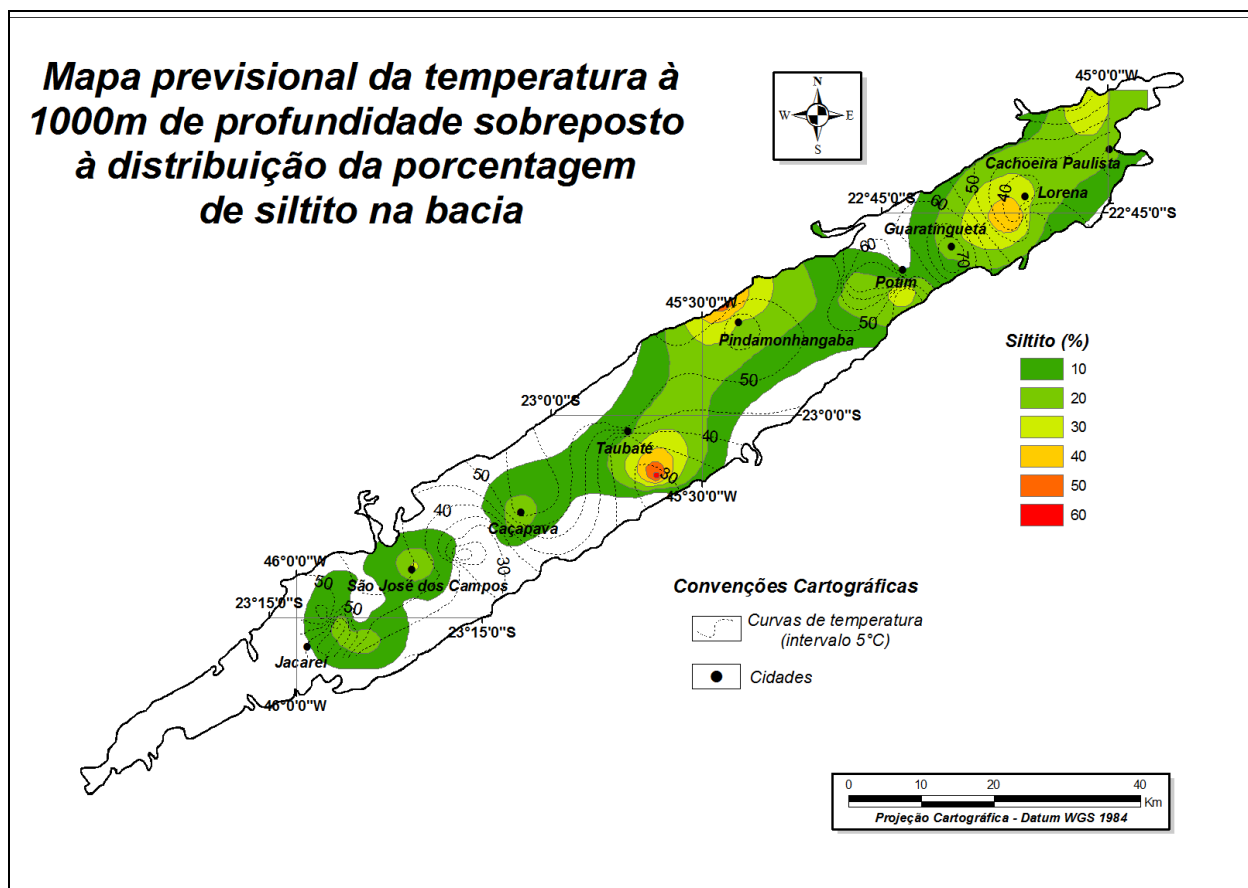 Mapa previsional da temperatura à
1000m de profundidade sobreposto
à distribuição da porcentagem
de siltito na bacia
N
W
E
S
45°0'0"W
Cachoeira Paulista
50
40
Lorena
60
22°45'0"S
22°45'0"S
Guaratinguetá
60
70
Potim
45°30'0"W
50
Pindamonhangaba
50
23°0'0"S
23°0'0"S
Taubaté
40
30
45°30'0"W
50
40
Caçapava
30
46°0'0"W
50
São José dos Campos
50
23°15'0"S
23°15'0"S
Jacareí
46°0'0"W
Siltito (%)
10
20
30
40
50
60
Convenções Cartográficas
Curvas de temperatura
(intervalo 5°C)
Cidades
0 10 20 40
Km
Projeção Cartográfica - Datum WGS 1984